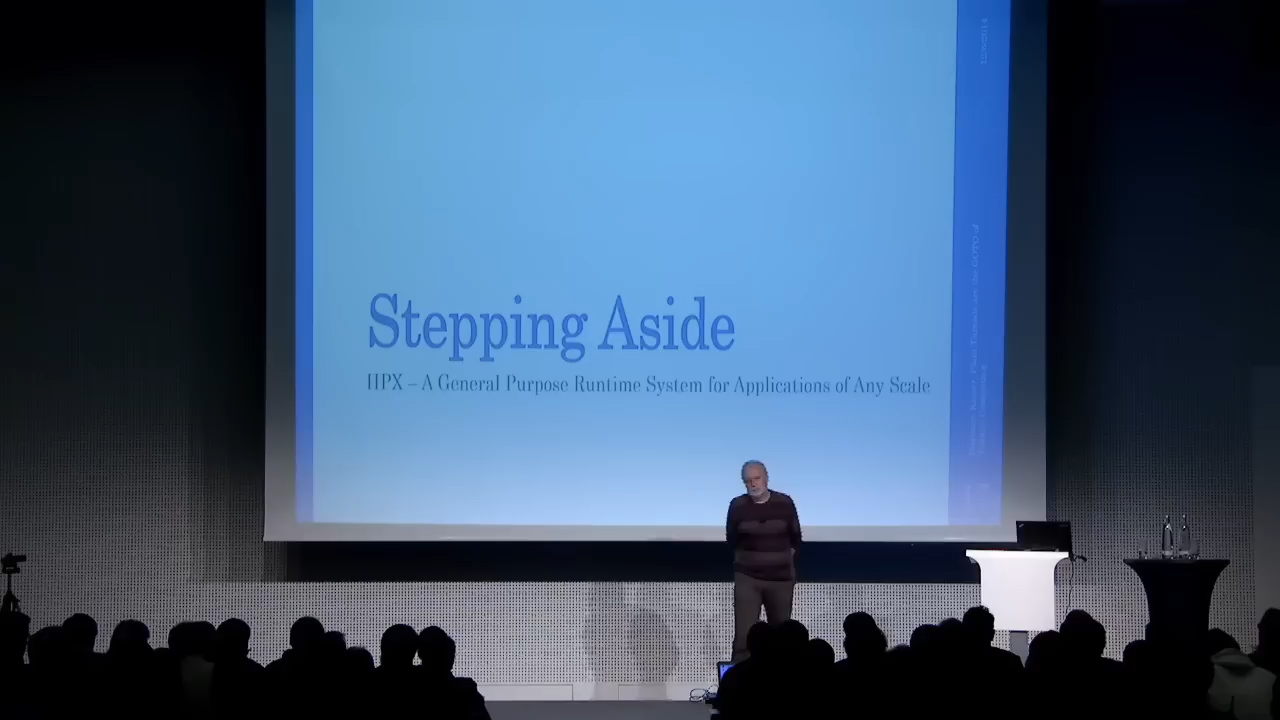 Stepping Aside
HPX – A General Purpose Runtime System for Applications of Any Scale